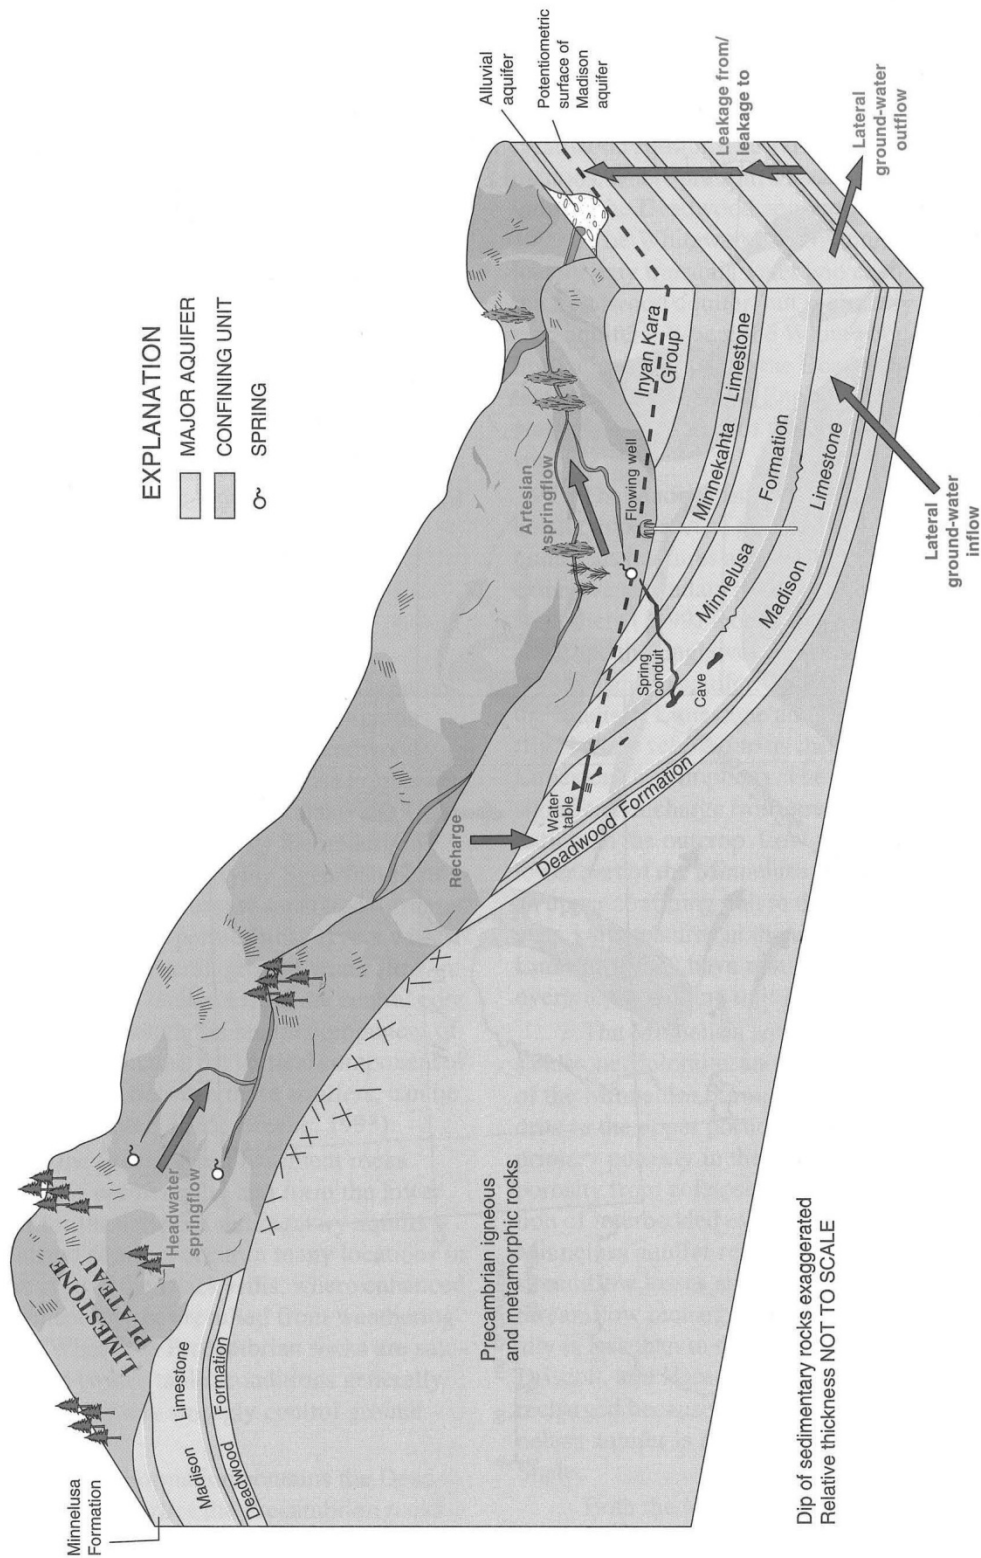 EXPLANATION
MAJOR AQUIFER
CONFINING UNIT
SPRING
LIMESTONE
PLATEAU
Minnelusa
Formation
Madison Limestone
Deadwood Formation
Headwater
springflow
Precambrian igneous
and metamorphic rocks
Recharge
Water
table
Deadwood Formation
Artesian
springflow
Flowing well
Spring
conduit
Cave
Inyan Kara
Group
Minnekahta Limestone
Minnelusa Formation
Madison Limestone
Alluvial
aquifer
Potentiometric
surface of
Madison
aquifer
Leakage from/
leakage to
Lateral
ground-water
outflow
Lateral
ground-water
inflow
Dip of sedimentary rocks exaggerated
Relative thickness NOT TO SCALE